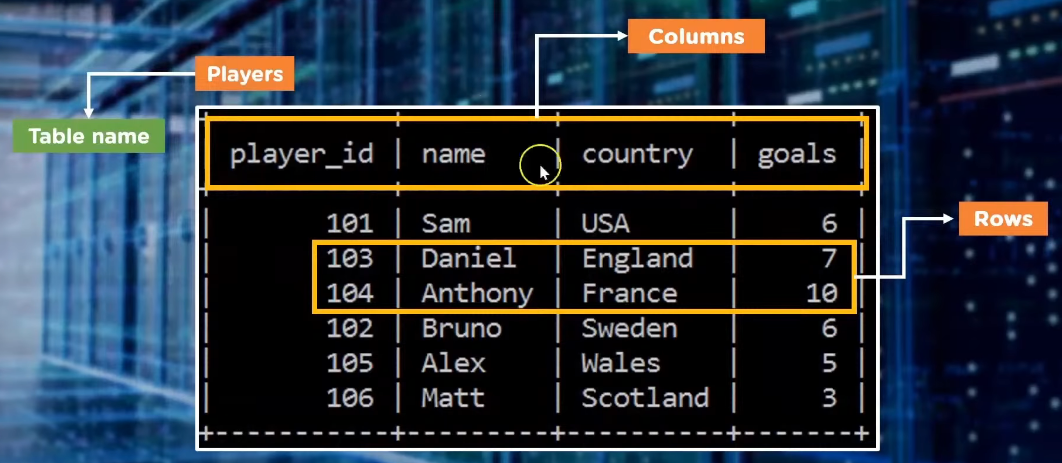 Columns
Players
Table name
player_id | name | country | goals |
| 101 | Sam | USA | 6 |
| 103 | Daniel | England | 7 |
| 104 | Anthony | France | 10 |
| 102 | Bruno | Sweden | 6 |
| 105 | Alex | Wales | 5 |
| 106 | Matt | Scotland | 3 |
Rows